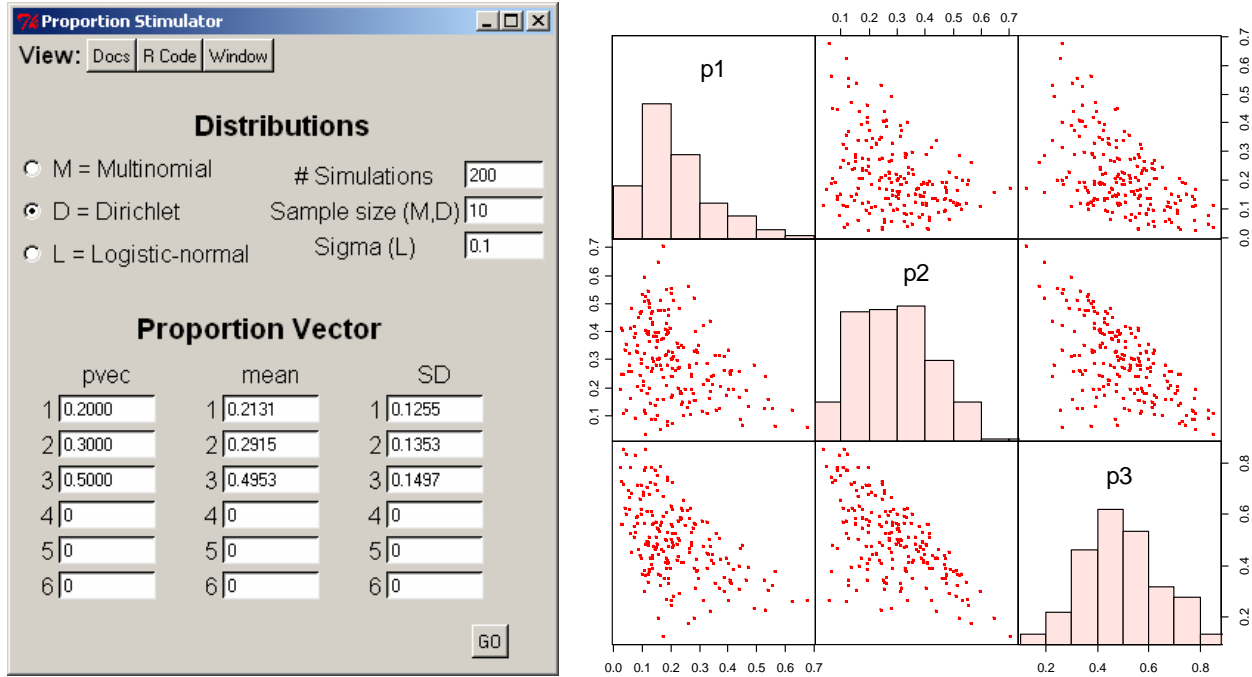 Proportion Stimulator
View: Docs R Code Window
Distributions
M = Multinomial
D = Dirichlet
L = Logistic-normal
# Simulations 200
Sample size (M,D) 10
Sigma (L) 0.1
Proportion Vector
pvec mean SD
1 0.2000 1 0.2131 1 0.1255
2 0.3000 2 0.2915 2 0.1353
3 0.5000 3 0.4953 3 0.1497
4 0 4 0 4 0
5 0 5 0 5 0
6 0 6 0 6 0
GO
0.1 0.2 0.3 0.4 0.5 0.6 0.7
p1
0.0 0.1 0.2 0.3 0.4 0.5 0.6 0.7
p2
0.1 0.2 0.3 0.4 0.5 0.6 0.7
p3
0.2 0.4 0.6 0.8
0.0 0.1 0.2 0.3 0.4 0.5 0.6 0.7
0.2 0.4 0.6 0.8